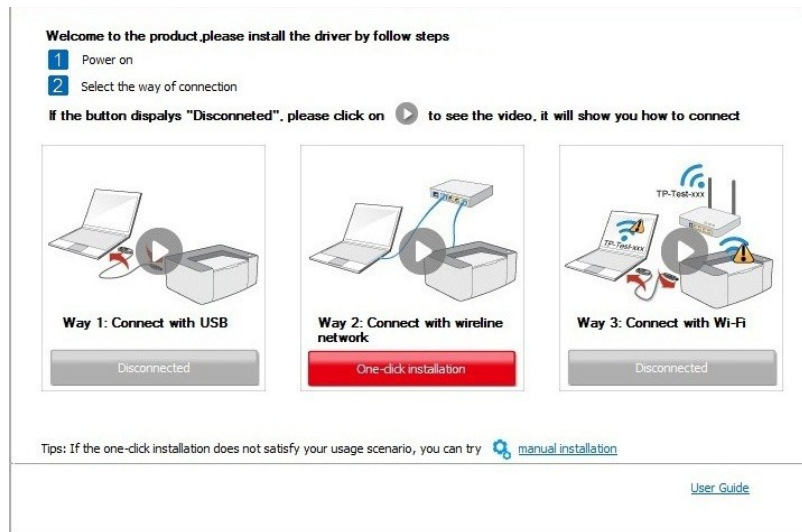 Welcome to the product,please install the driver by follow steps
1 Power on
2 Select the way of connection
If the button dispalys "Disconneted", please click on to see the video, it will show you how to connect
TP-Test-xxx
TP-Test-xxx
Way 1: Connect with USB
Way 2: Connect with wireline
network
Way 3: Connect with Wi-Fi
Disconnected
One-click installation
Disconnected
Tips: If the one-click installation does not satisfy your usage scenario, you can try manual installation
User Guide